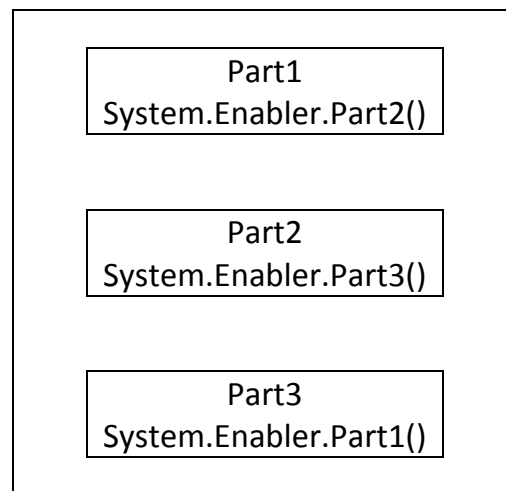 Part1
System.Enabler.Part2()
Part2
System.Enabler.Part3()
Part3
System.Enabler.Part1()